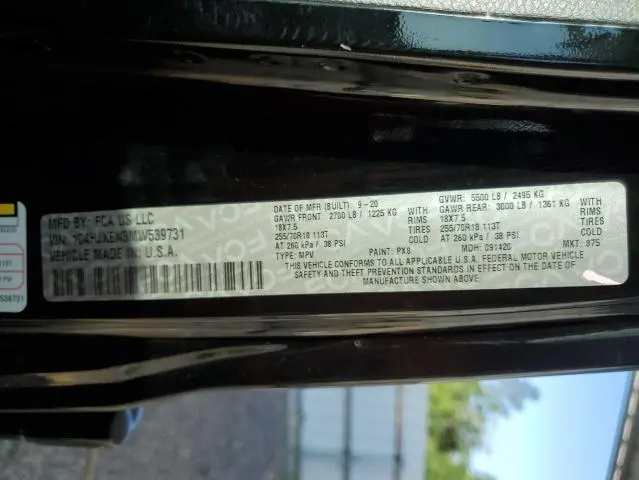 MFD BY: FCA US LLC
VIN: 1C4HJXEN3MW539731
VEHICLE MADE IN U.S.A.
DATE OF MFR (BUILT): 9-20
GAWR FRONT: 2700 LB / 1225 KG WITH
18X7.5 RIMS
255/70R18 113T TIRES
AT 260 kPa / 38 PSI COLD
GVWR: 5500 LB / 2495 KG
GAWR REAR: 3000 LB / 1361 KG WITH
18X7.5 RIMS
255/70R18 113T TIRES
AT 260 kPa / 38 PSI COLD
TYPE: MPV PAINT: PX8 MDH: 091420 MKT: 875
THIS VEHICLE CONFORMS TO ALL APPLICABLE U.S.A. FEDERAL MOTOR VEHICLE
SAFETY AND THEFT PREVENTION STANDARDS IN EFFECT ON THE DATE OF
MANUFACTURE SHOWN ABOVE.